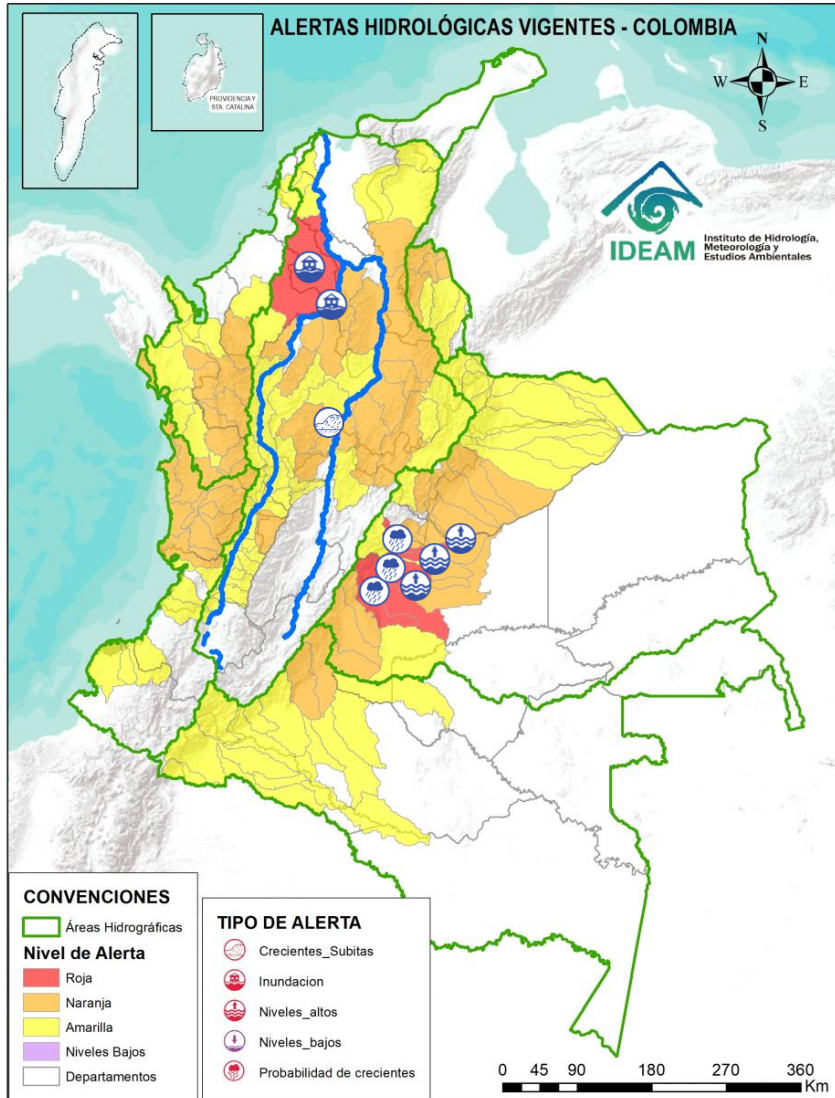 ALERTAS HIDROLÓGICAS VIGENTES - COLOMBIA
PROVIDENCIA Y
STA. CATALINA
N
W
E
S
IDEAM
Instituto de Hidrología,
Meteorología y
Estudios Ambientales
CONVENCIONES
Áreas Hidrográficas
Nivel de Alerta
Roja
Naranja
Amarilla
Niveles Bajos
Departamentos
TIPO DE ALERTA
Crecientes_Subitas
Inundacion
Niveles_altos
Niveles_bajos
Probabilidad de crecientes
0 45 90 180 270 360
Km